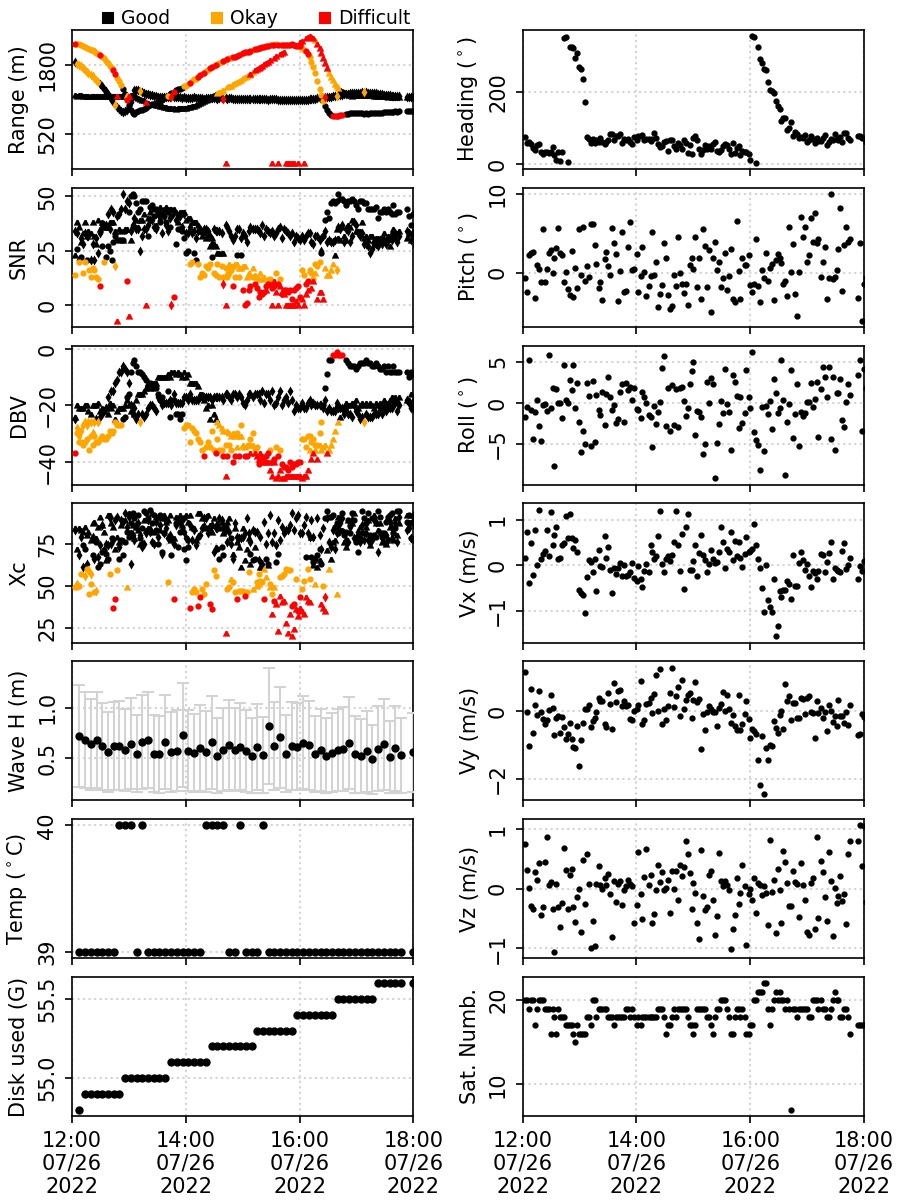 Good Okay Difficult
Range (m)
1800
520
Heading (°)
200
0
SNR
50
25
0
Pitch (°)
10
0
DBV
0
−20
−40
Roll (°)
5
0
−5
Xc
75
50
25
Vx (m/s)
1
0
−1
Wave H (m)
1.0
0.5
Vy (m/s)
0
−2
Temp (°C)
40
39
Vz (m/s)
1
0
−1
Disk used (G)
55.5
55.0
Sat. Numb.
20
10
12:00 14:00 16:00 18:00
07/26 07/26 07/26 07/26
2022 2022 2022 2022
12:00 14:00 16:00 18:00
07/26 07/26 07/26 07/26
2022 2022 2022 2022